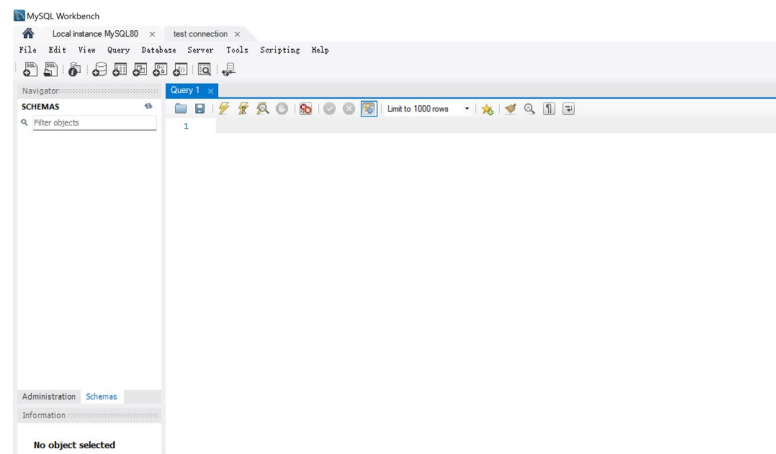 MySQL Workbench
Local instance MySQL80 × test connection ×
File Edit View Query Database Server Tools Scripting Help
Navigator Query 1 ×
SCHEMAS
Limit to 1000 rows
Filter objects
1
Administration Schemas
Information
No object selected